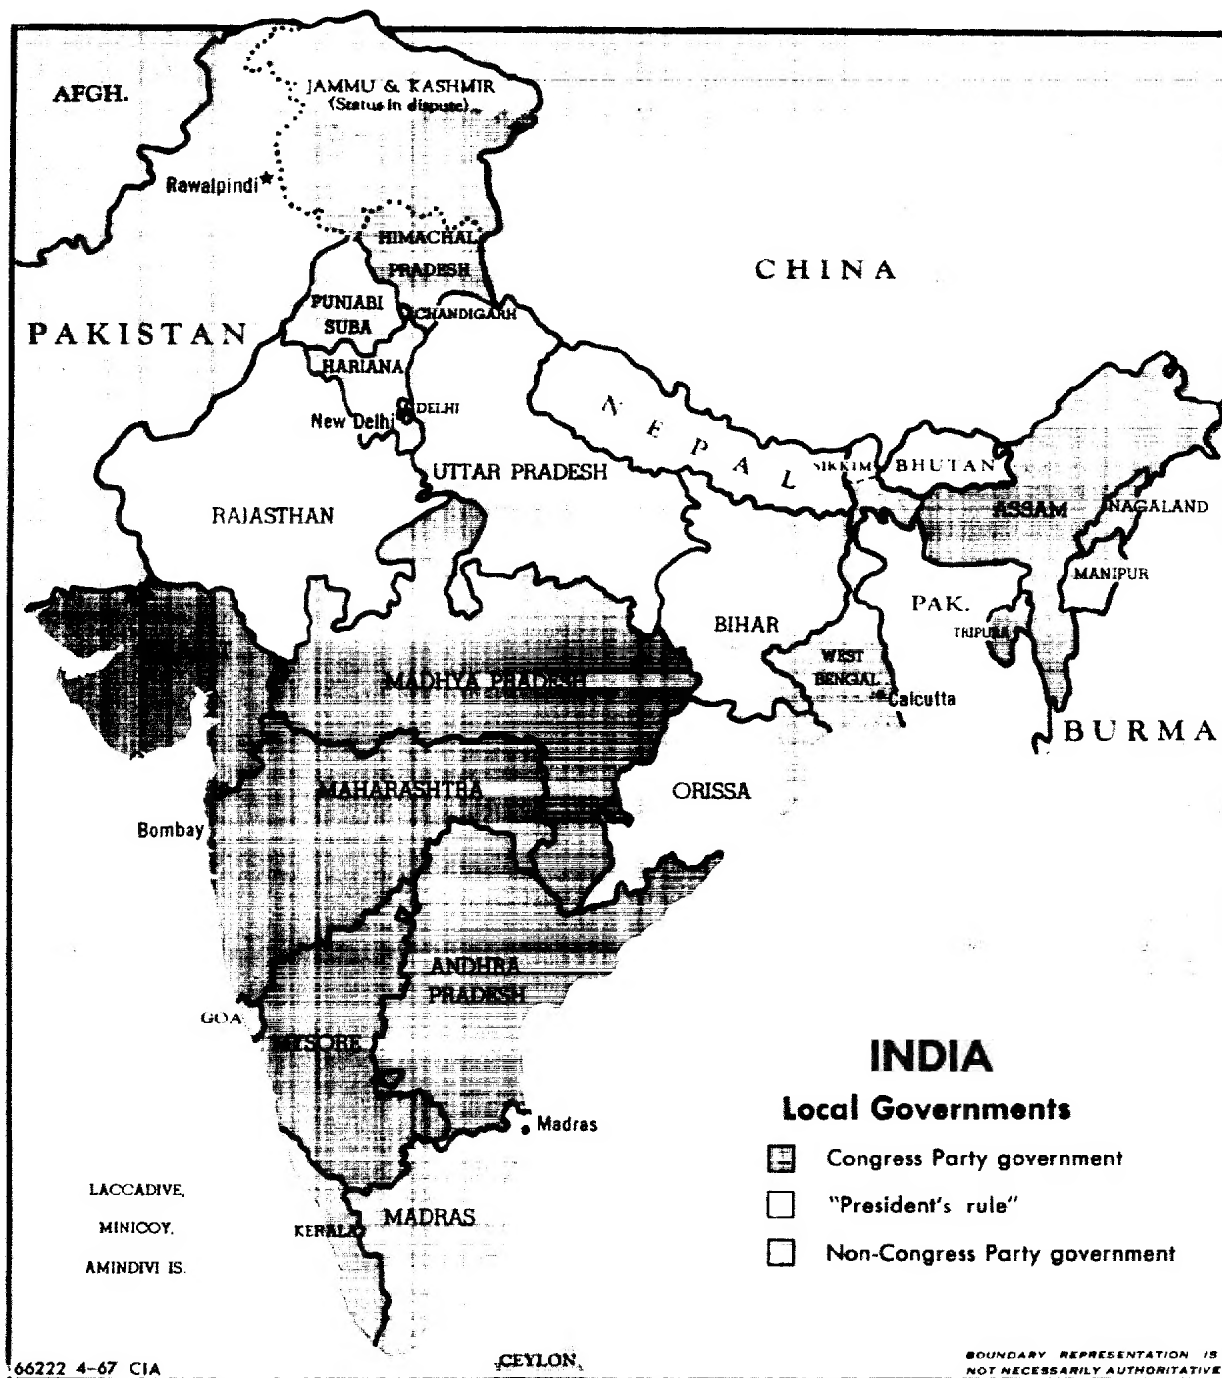 AFGH.
JAMMU & KASHMIR
(Status in dispute)
Rawalpindi
HIMACHAL
PRADESH
CHINA
PUNJABI
SUBA
CHANDIGARH
PAKISTAN
HARIANA
DELHI
New Delhi
NEPAL
SIKKIM
BHUTAN
UTTAR PRADESH
RAJASTHAN
ASSAM
NAGALAND
MANIPUR
PAK.
BIHAR
TRIPURA
WEST
BENGAL
MADHYA PRADESH
Calcutta
BURMA
MAHARASHTRA
ORISSA
Bombay
ANDHRA
PRADESH
GOA
MYSORE
INDIA
Local Governments
Madras
Congress Party government
LACCADIVE,
MINICOY,
AMINDIVI IS.
"President's rule"
MADRAS
KERALA
Non-Congress Party government
CEYLON
66222 4-67 CIA
BOUNDARY REPRESENTATION IS
NOT NECESSARILY AUTHORITATIVE